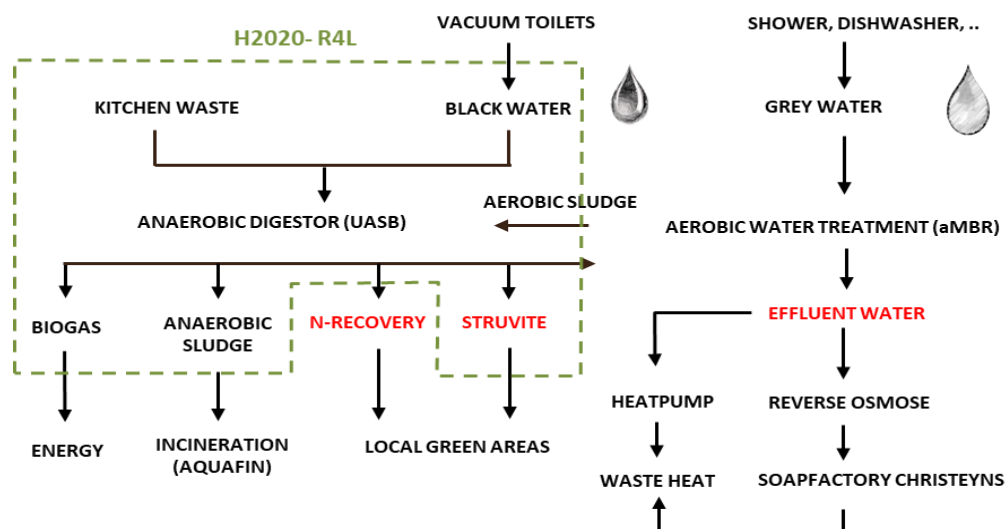 VACUUM TOILETS
SHOWER, DISHWASHER, ..
H2020- R4L
KITCHEN WASTE
BLACK WATER
GREY WATER
AEROBIC SLUDGE
ANAEROBIC DIGESTOR (UASB)
AEROBIC WATER TREATMENT (aMBR)
BIOGAS
ANAEROBIC
SLUDGE
N-RECOVERY
STRUVITE
EFFLUENT WATER
HEATPUMP
REVERSE OSMOSE
ENERGY
INCINERATION
(AQUAFIN)
LOCAL GREEN AREAS
WASTE HEAT
SOAPFACTORY CHRISTEYNS